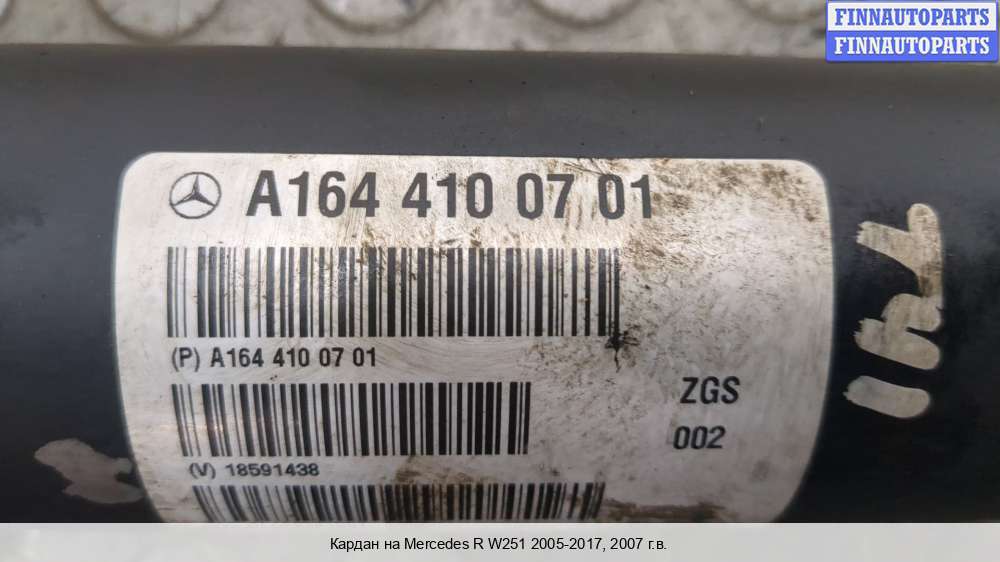 FINNAUTOPARTS
FINNAUTOPARTS
A164 410 07 01
(P) A164 410 07 01
ZGS
002
(V) 18591438
Кардан на Mercedes R W251 2005-2017, 2007 г.в.